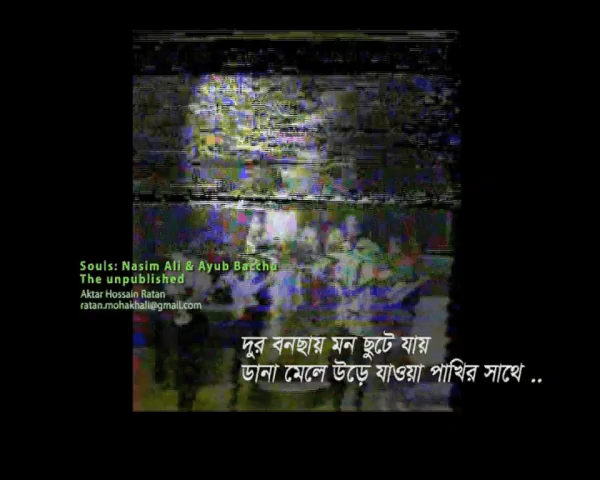 Souls: Nasim Ali & Ayub Bacchu
The unpublished
Aktar Hossain Ratan
ratan.mohakhali@gmail.com
দুর বনছায় মন ছুটে যায়
ডানা মেলে উড়ে যাওয়া পাখির সাথে ..